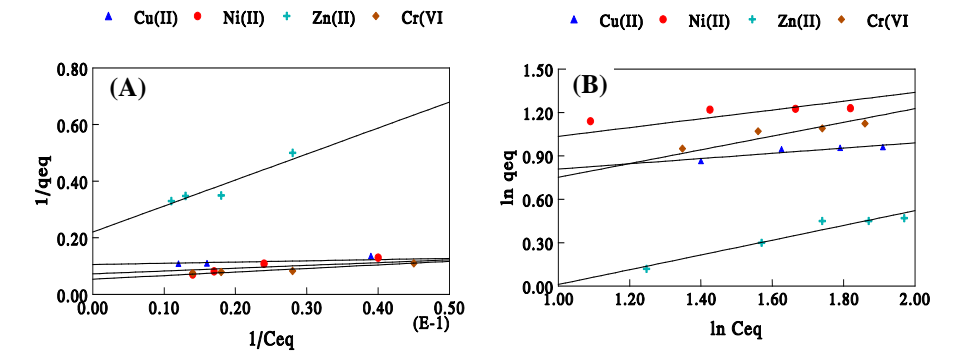 Cu(II) Ni(II) Zn(II) Cr(VI
(A)
0.80
0.60
0.40
0.20
0.00
0.00 0.10 0.20 0.30 0.40 0.50
(E-1)
1/qeq
1/Ceq
Cu(II) Ni(II) Zn(II) Cr(VI
(B)
1.50
1.20
0.90
0.60
0.30
0.00
1.00 1.20 1.40 1.60 1.80 2.00
ln qeq
ln Ceq